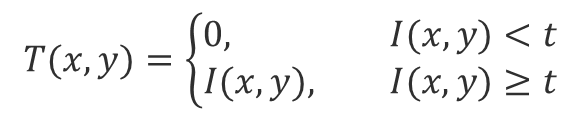 T(x, y) = {0, I(x, y) < t
I(x, y), I(x, y) ≥ t